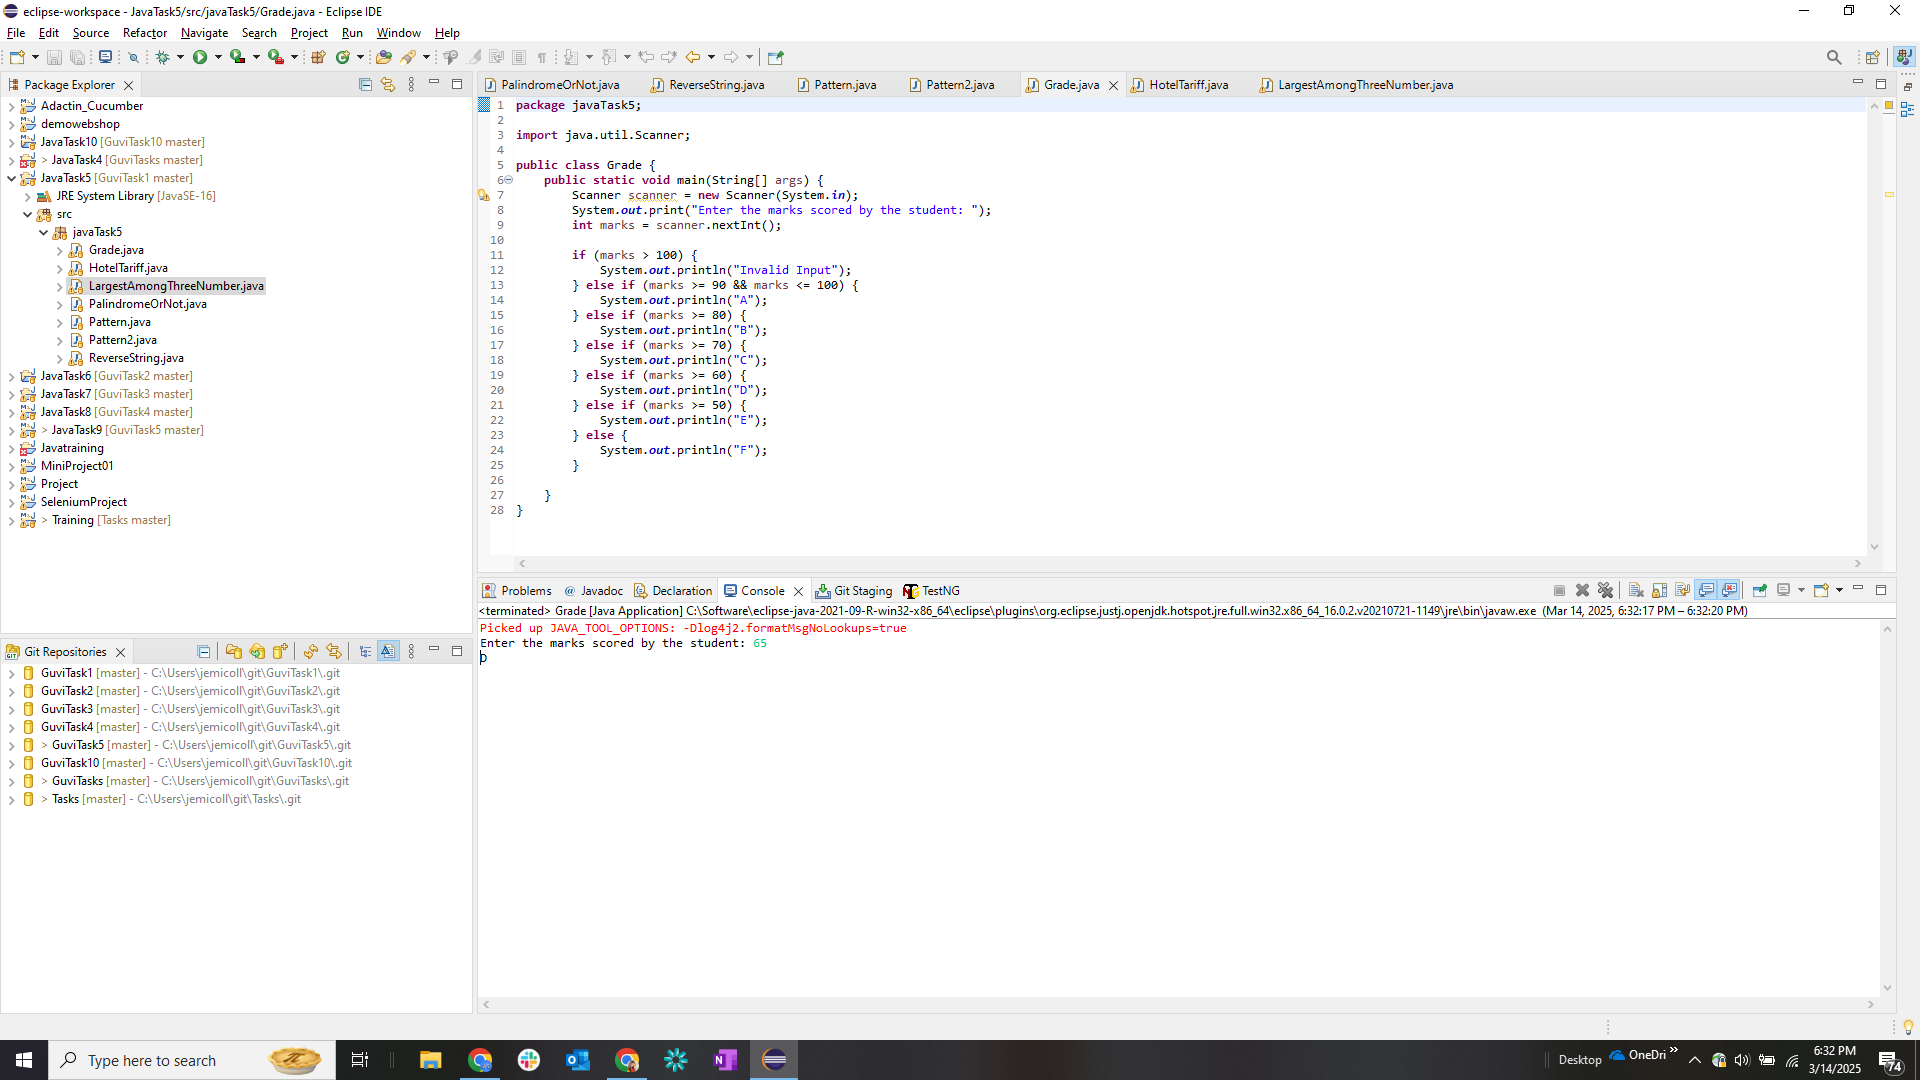 eclipse-workspace - JavaTask5/src/javaTask5/Grade.java - Eclipse IDE
File Edit Source Refactor Navigate Search Project Run Window Help
Package Explorer
Adactin_Cucumber
demowebshop
JavaTask10 [GuviTask10 master]
> JavaTask4 [GuviTasks master]
JavaTask5 [GuviTask1 master]
JRE System Library [JavaSE-16]
src
javaTask5
Grade.java
HotelTariff.java
LargestAmongThreeNumber.java
PalindromeOrNot.java
Pattern.java
Pattern2.java
ReverseString.java
JavaTask6 [GuviTask2 master]
JavaTask7 [GuviTask3 master]
JavaTask8 [GuviTask4 master]
> JavaTask9 [GuviTask5 master]
Javatraining
MiniProject01
Project
SeleniumProject
> Training [Tasks master]
Git Repositories
GuviTask1 [master] - C:\Users\jemicoll\git\GuviTask1\.git
GuviTask2 [master] - C:\Users\jemicoll\git\GuviTask2\.git
GuviTask3 [master] - C:\Users\jemicoll\git\GuviTask3\.git
GuviTask4 [master] - C:\Users\jemicoll\git\GuviTask4\.git
> GuviTask5 [master] - C:\Users\jemicoll\git\GuviTask5\.git
GuviTask10 [master] - C:\Users\jemicoll\git\GuviTask10\.git
> GuviTasks [master] - C:\Users\jemicoll\git\GuviTasks\.git
> Tasks [master] - C:\Users\jemicoll\git\Tasks\.git
PalindromeOrNot.java ReverseString.java Pattern.java Pattern2.java Grade.java HotelTariff.java LargestAmongThreeNumber.java
1 package javaTask5;
2
3 import java.util.Scanner;
4
5 public class Grade {
6 public static void main(String[] args) {
7 Scanner scanner = new Scanner(System.in);
8 System.out.print("Enter the marks scored by the student: ");
9 int marks = scanner.nextInt();
10
11 if (marks > 100) {
12 System.out.println("Invalid Input");
13 } else if (marks >= 90 && marks <= 100) {
14 System.out.println("A");
15 } else if (marks >= 80) {
16 System.out.println("B");
17 } else if (marks >= 70) {
18 System.out.println("C");
19 } else if (marks >= 60) {
20 System.out.println("D");
21 } else if (marks >= 50) {
22 System.out.println("E");
23 } else {
24 System.out.println("F");
25 }
26
27 }
28 }
Problems Javadoc Declaration Console Git Staging TestNG
<terminated> Grade [Java Application] C:\Software\eclipse-java-2021-09-R-win32-x86_64\eclipse\plugins\org.eclipse.justj.openjdk.hotspot.jre.full.win32.x86_64_16.0.2.v20210721-1149\jre\bin\javaw.exe (Mar 14, 2025, 6:32:17 PM – 6:32:20 PM)
Picked up JAVA_TOOL_OPTIONS: -Dlog4j2.formatMsgNoLookups=true
Enter the marks scored by the student: 65
D
Type here to search
Desktop
OneDri
6:32 PM
3/14/2025
74